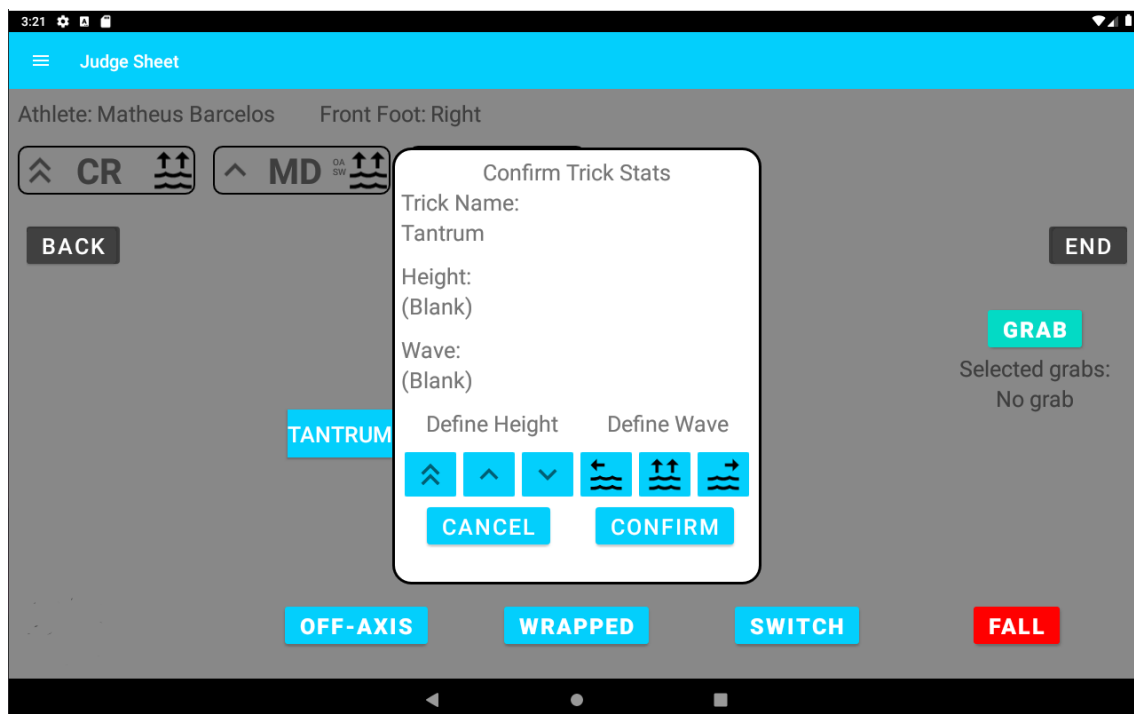 3:21
Judge Sheet
Athlete: Matheus Barcelos Front Foot: Right
CR
MD OA SW
Confirm Trick Stats
Trick Name:
Tantrum
Height:
(Blank)
Wave:
(Blank)
Define Height Define Wave
CANCEL CONFIRM
BACK
END
GRAB
Selected grabs:
No grab
TANTRUM
OFF-AXIS WRAPPED SWITCH FALL